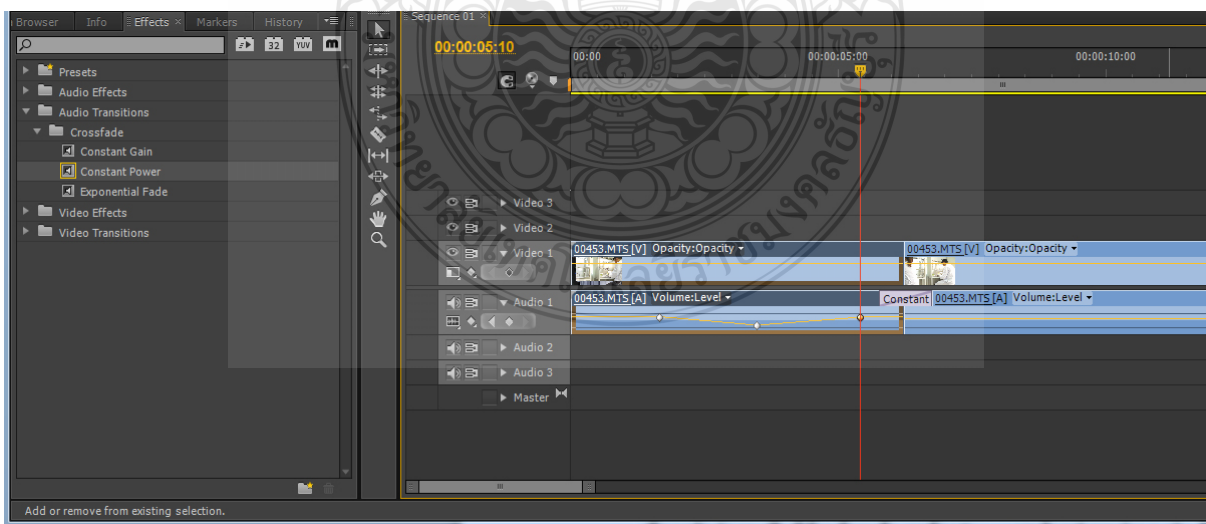 Browser Info Effects × Markers History
32 YUV
Presets
Audio Effects
Audio Transitions
Crossfade
Constant Gain
Constant Power
Exponential Fade
Video Effects
Video Transitions
Sequence 01 ×
00:00:05:10
00:00 00:00:05:00 00:00:10:00
Video 3
Video 2
Video 1
00453.MTS [V] Opacity:Opacity
00453.MTS [V] Opacity:Opacity
Audio 1
00453.MTS [A] Volume:Level
Constant
00453.MTS [A] Volume:Level
Audio 2
Audio 3
Master
Add or remove from existing selection.